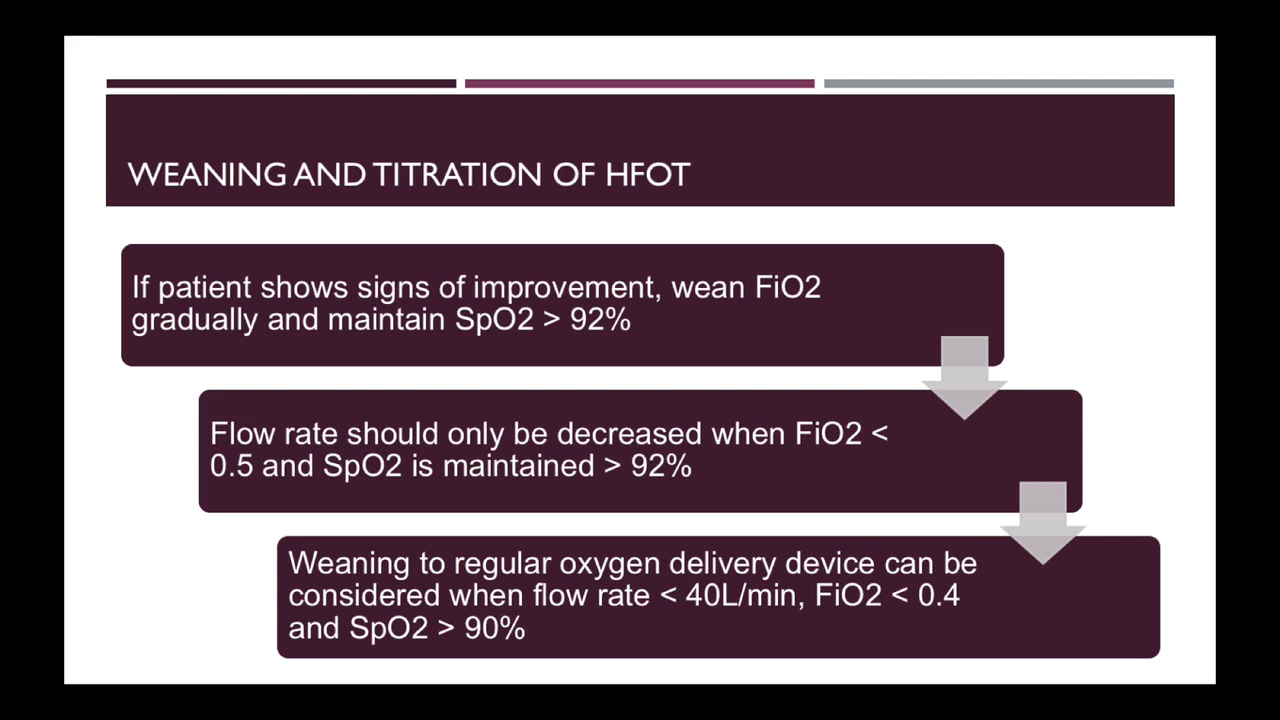 WEANING AND TITRATION OF HFOT
If patient shows signs of improvement, wean FiO2
gradually and maintain SpO2 > 92%
Flow rate should only be decreased when FiO2 <
0.5 and SpO2 is maintained > 92%
Weaning to regular oxygen delivery device can be
considered when flow rate < 40L/min, FiO2 < 0.4
and SpO2 > 90%